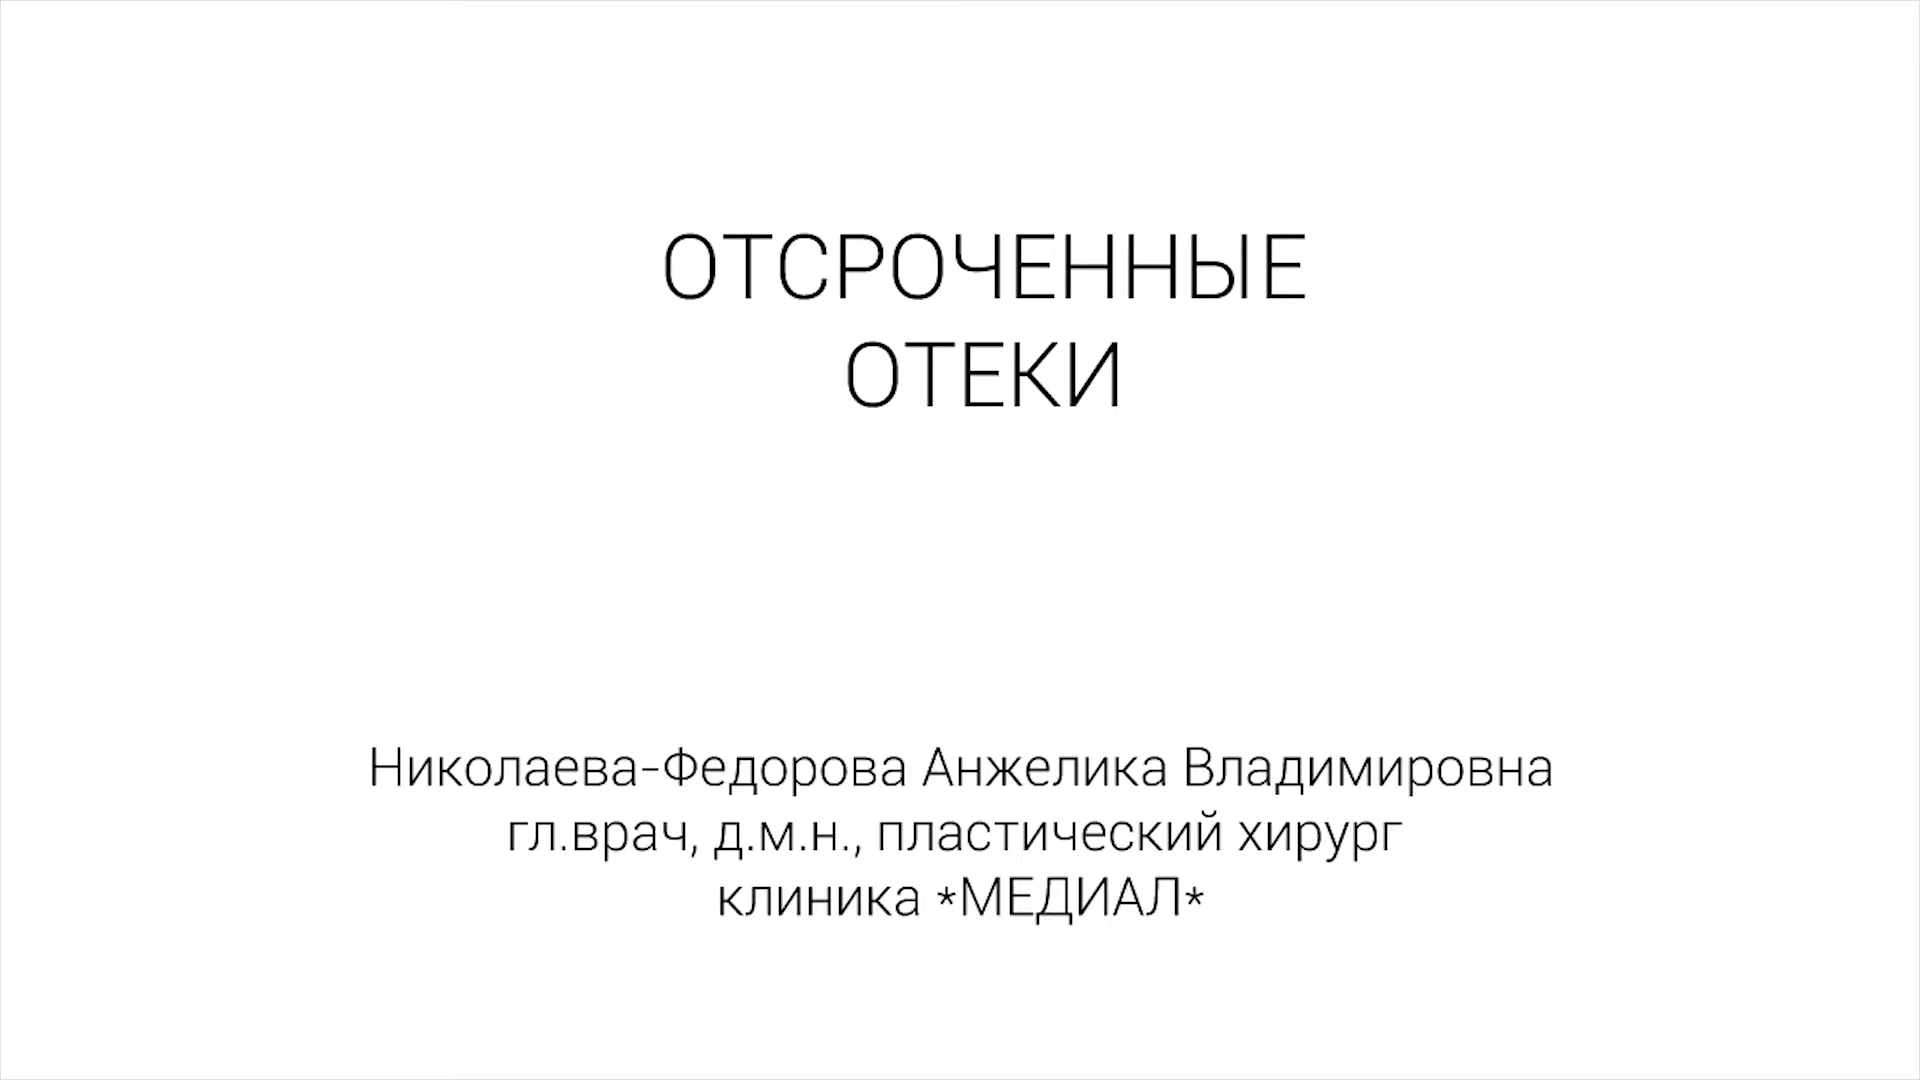 ОТСРОЧЕННЫЕ
ОТЕКИ
Николаева-Федорова Анжелика Владимировна
гл.врач, д.м.н., пластический хирург
клиника *МЕДИАЛ*